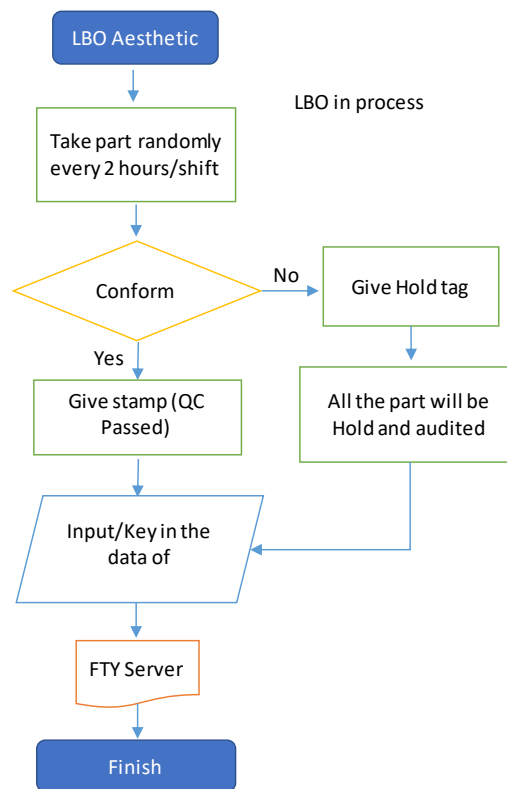 LBO Aesthetic
LBO in process
Take part randomly
every 2 hours/shift
Conform
No
Give Hold tag
Yes
Give stamp (QC
Passed)
All the part will be
Hold and audited
Input/Key in the
data of
FTY Server
Finish